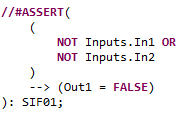 //#ASSERT(
    (
        NOT Inputs.In1 OR
        NOT Inputs.In2
    )
    --> (Out1 = FALSE)
): SIF01;